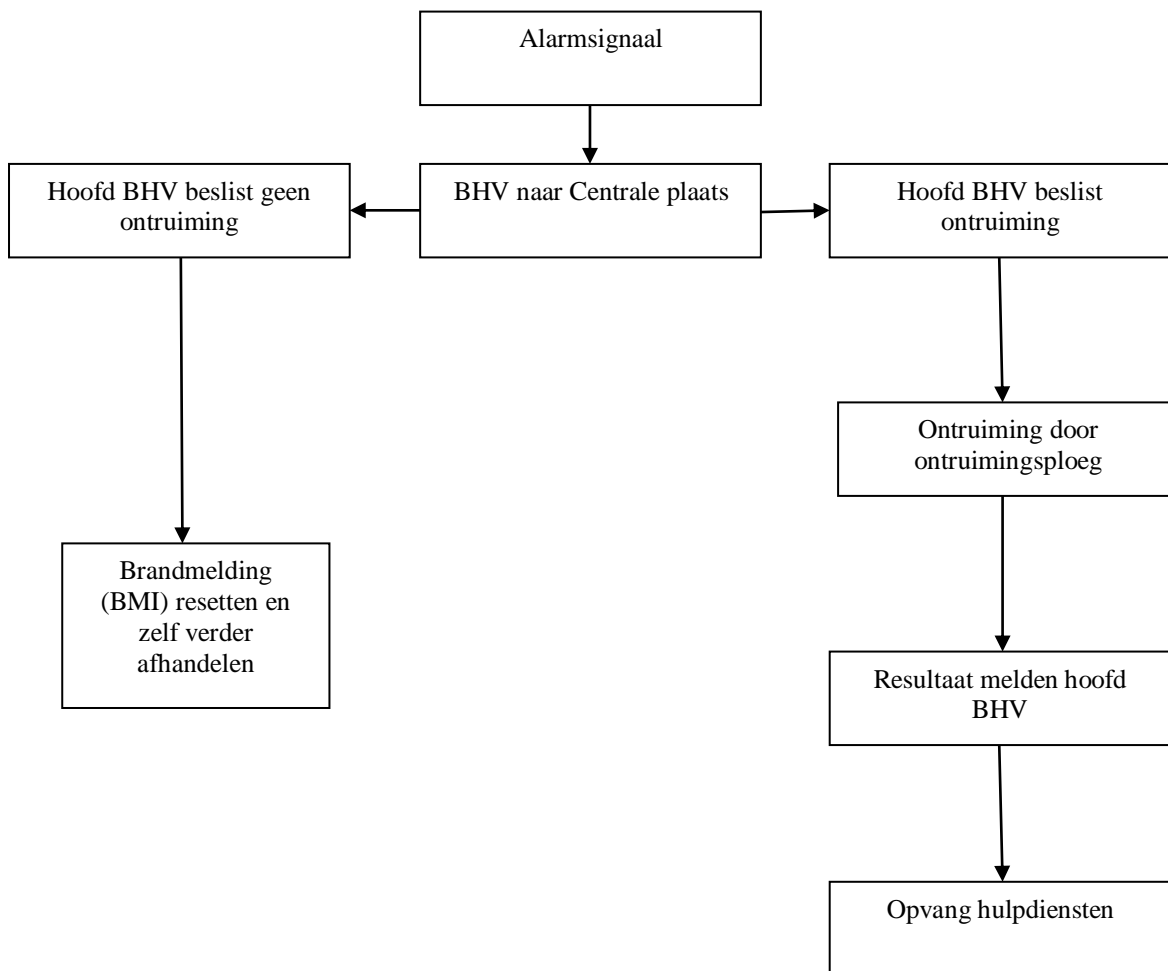 Alarmsignaal
Hoofd BHV beslist geen
ontruiming
BHV naar Centrale plaats
Hoofd BHV beslist
ontruiming
Ontruiming door
ontruimingsploeg
Brandmelding
(BMI) resetten en
zelf verder
afhandelen
Resultaat melden hoofd
BHV
Opvang hulpdiensten